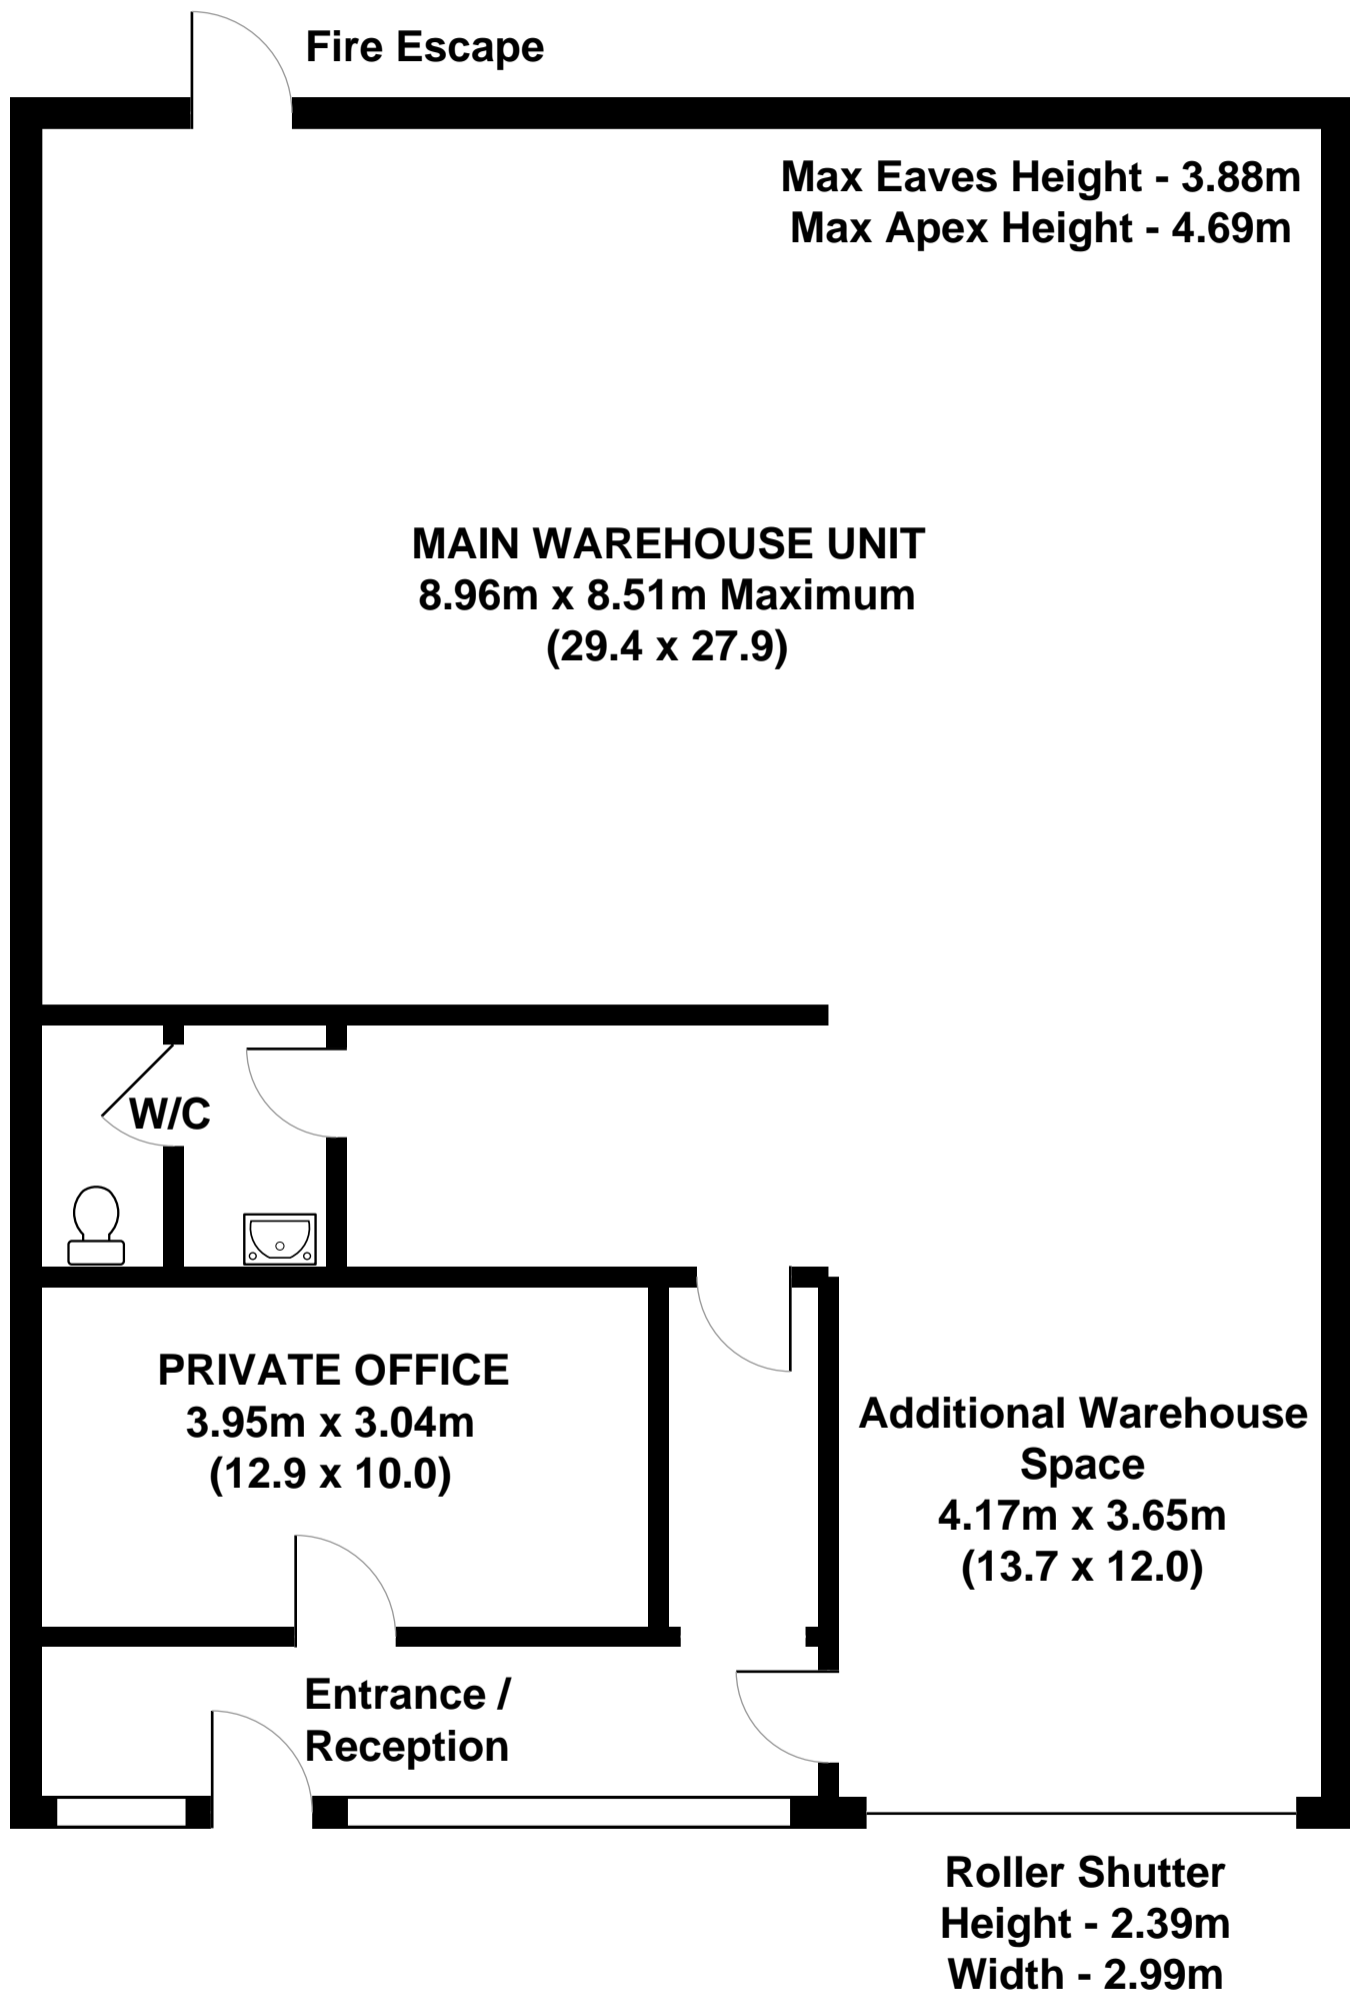 Fire Escape
Max Eaves Height - 3.88m
Max Apex Height - 4.69m
MAIN WAREHOUSE UNIT
8.96m x 8.51m Maximum
(29.4 x 27.9)
W/C
PRIVATE OFFICE
3.95m x 3.04m
(12.9 x 10.0)
Additional Warehouse
Space
4.17m x 3.65m
(13.7 x 12.0)
Entrance /
Reception
Roller Shutter
Height - 2.39m
Width - 2.99m